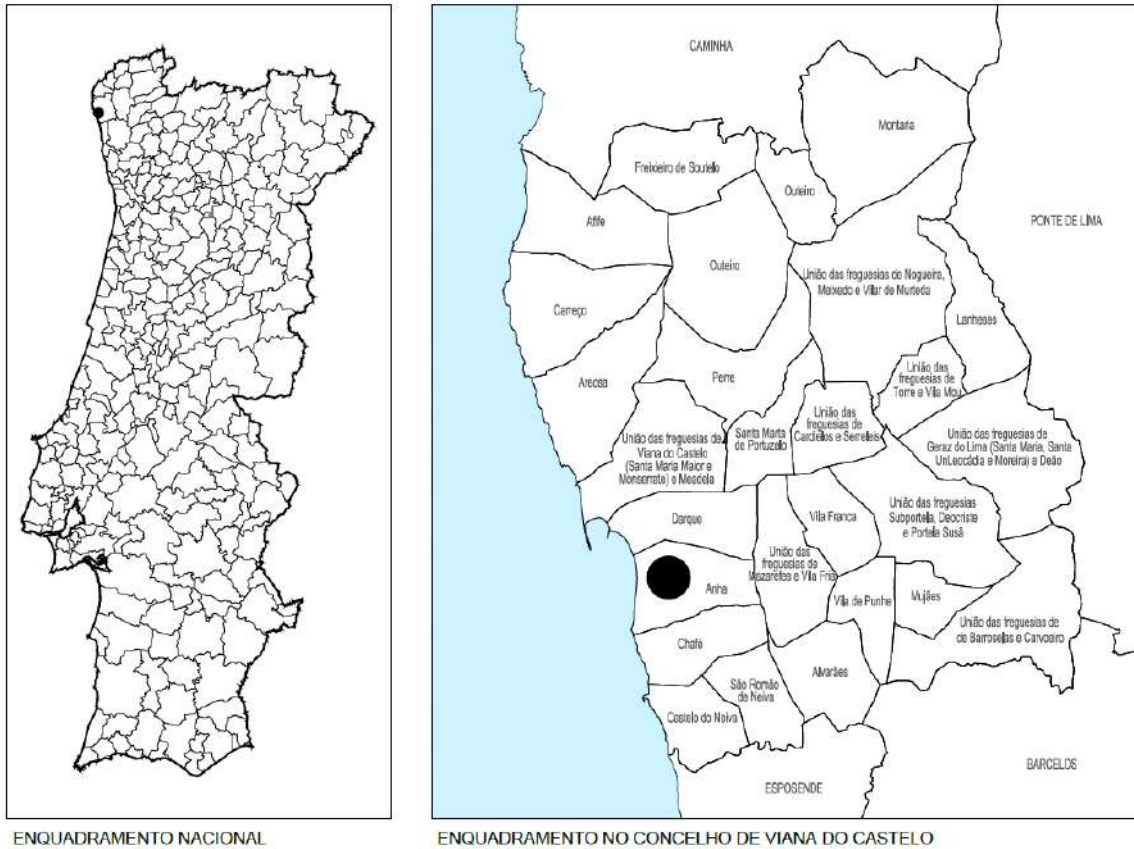 CAMINHA
Montaria
Freixieiro de Soutello
Outeiro
Afife
PONTE DE LIMA
Outeiro
União das freguesias de Nogueira,
Meixedo e Villar de Murteda
Carreço
Lanheses
Areosa
Perre
União das
freguesias de
Torre e Vila Mou
União das
freguesias de
Cardiellos e Serreleis
Santa Marta
de Portuzello
União das freguesias de
Viana do Castelo
(Santa Maria Maior e
Monserrate) e Meadela
União das freguesias de
Geraz do Lima (Santa Maria, Santa
UnLeocádia e Moreira) e Deão
Darque
Vila Franca
União das freguesias
Subportela, Deocriste
e Portela Susã
União das
freguesias de
Mazarefes e Vila Fria
Anha
Vila de Punhe
Mujães
União das freguesias de
de Barroselas e Carvoeiro
Chafé
Alvarães
São Romão
de Neiva
Castelo do Neiva
BARCELOS
ESPOSENDE
ENQUADRAMENTO NACIONAL
ENQUADRAMENTO NO CONCELHO DE VIANA DO CASTELO